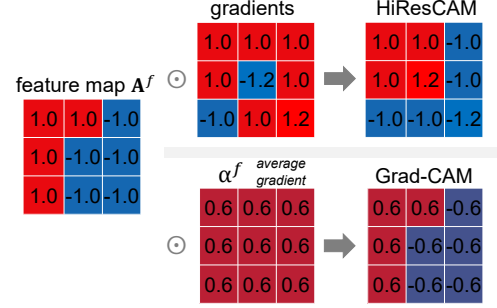 gradients
HiResCAM
1.0 1.0 1.0
1.0 1.0 -1.0
feature map A^f
⊙
1.0 -1.2 1.0
1.0 1.2 -1.0
1.0 1.0 -1.0
-1.0 1.0 1.2
-1.0 -1.0 -1.2
1.0 -1.0 -1.0
1.0 -1.0 -1.0
α^f average gradient
Grad-CAM
0.6 0.6 0.6
0.6 0.6 -0.6
⊙
0.6 0.6 0.6
0.6 -0.6 -0.6
0.6 0.6 0.6
0.6 -0.6 -0.6